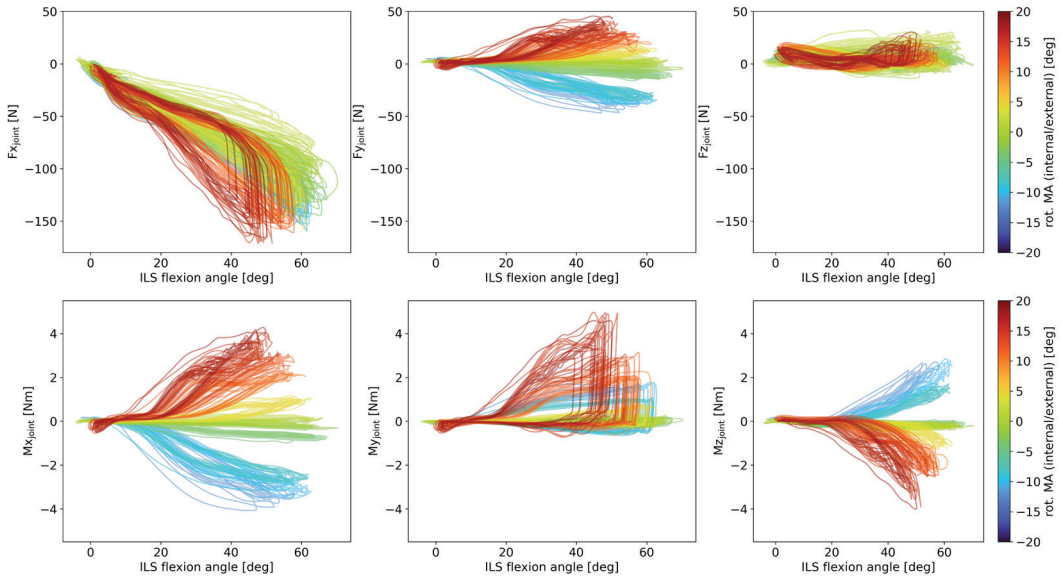 50
0
−50
−100
−150
Fx_joint [N]
0 20 40 60
ILS flexion angle [deg]
50
0
−50
−100
−150
Fy_joint [N]
0 20 40 60
ILS flexion angle [deg]
50
0
−50
−100
−150
Fz_joint [N]
0 20 40 60
ILS flexion angle [deg]
20
15
10
5
0
−5
−10
−15
−20
rot. MA (internal/external) [deg]
4
2
0
−2
−4
Mx_joint [Nm]
0 20 40 60
ILS flexion angle [deg]
4
2
0
−2
−4
My_joint [Nm]
0 20 40 60
ILS flexion angle [deg]
4
2
0
−2
−4
Mz_joint [Nm]
0 20 40 60
ILS flexion angle [deg]
20
15
10
5
0
−5
−10
−15
−20
rot. MA (internal/external) [deg]